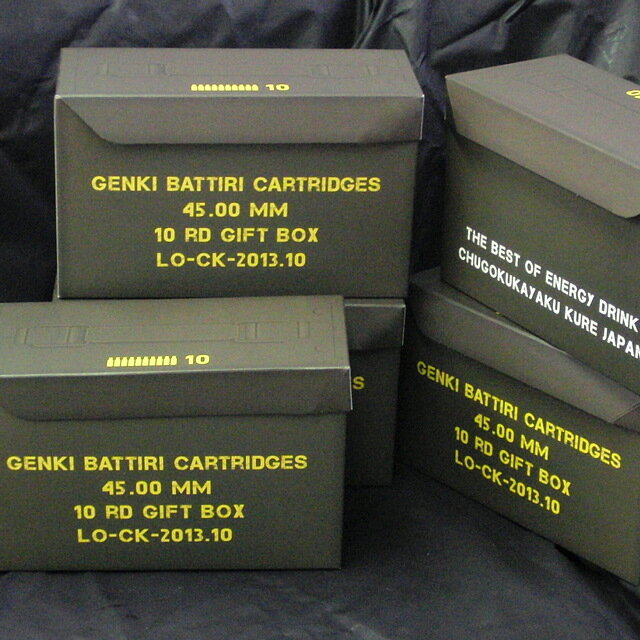 10
GENKI BATTIRI CARTRIDGES
45.00 MM
10 RD GIFT BOX
LO-CK-2013.10
THE BEST OF ENERGY DRINK
CHUGOKUKAYAKU KURE JAPAN
10
GENKI BATTIRI CARTRIDGES
45.00 MM
10 RD GIFT BOX
LO-CK-2013.10
GENKI BATTIRI CARTRIDGES
45.00 MM
10 RD GIFT BOX
LO-CK-2013.10